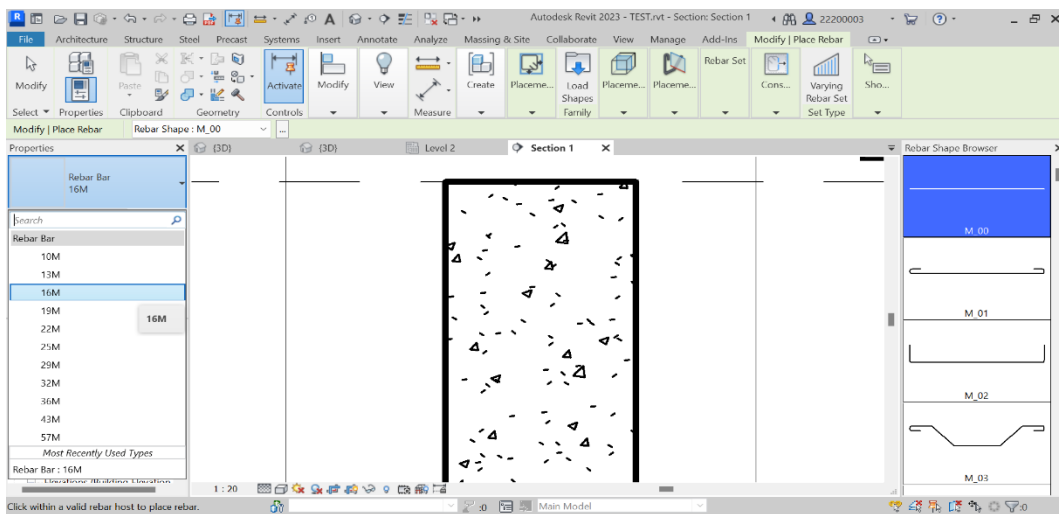 Autodesk Revit 2023 - TEST.rvt - Section: Section 1
22200003
File Architecture Structure Steel Precast Systems Insert Annotate Analyze Massing & Site Collaborate View Manage Add-Ins Modify | Place Rebar
Modify
Paste
Activate
Modify
View
Create
Placeme...
Load Shapes
Placeme...
Placeme...
Rebar Set
Cons...
Varying Rebar Set
Sho...
Select Properties Clipboard Geometry Controls Measure Family Set Type
Modify | Place Rebar Rebar Shape : M_00 ...
Properties {3D} {3D} Level 2 Section 1 Rebar Shape Browser
Rebar Bar
16M
Search
Rebar Bar
10M
13M
16M
19M
22M
25M
29M
32M
36M
43M
57M
16M
Most Recently Used Types
Rebar Bar : 16M
M_00
M_01
M_02
M_03
1 : 20
Click within a valid rebar host to place rebar.
:0
Main Model
:0